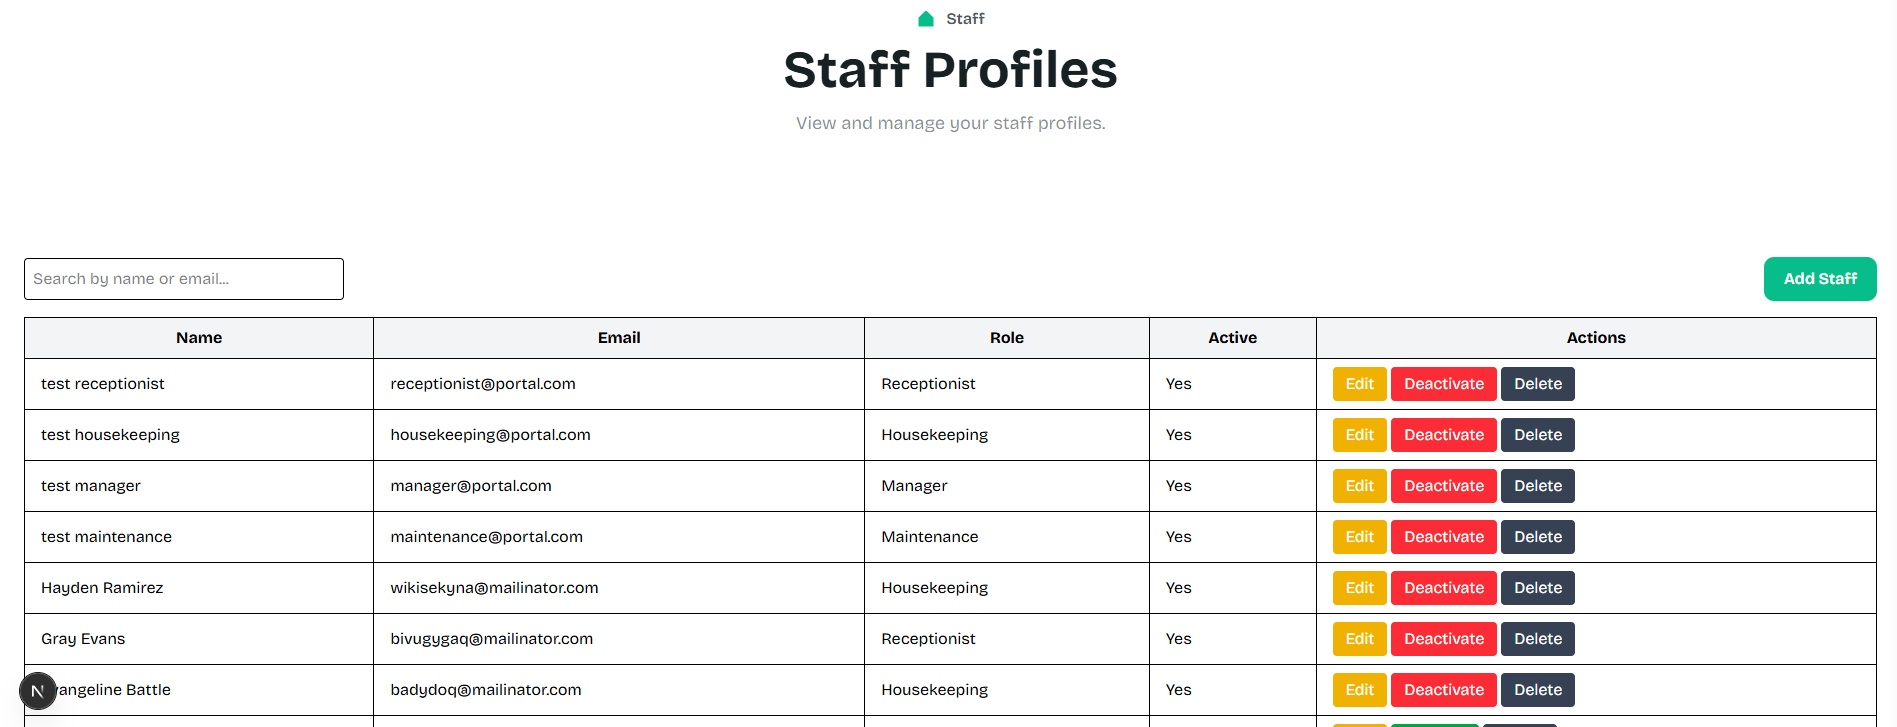 Staff
Staff Profiles
View and manage your staff profiles.
Search by name or email...
Add Staff
Name Email Role Active Actions
test receptionist receptionist@portal.com Receptionist Yes Edit Deactivate Delete
test housekeeping housekeeping@portal.com Housekeeping Yes Edit Deactivate Delete
test manager manager@portal.com Manager Yes Edit Deactivate Delete
test maintenance maintenance@portal.com Maintenance Yes Edit Deactivate Delete
Hayden Ramirez wikisekyna@mailinator.com Housekeeping Yes Edit Deactivate Delete
Gray Evans bivugygaq@mailinator.com Receptionist Yes Edit Deactivate Delete
N angeline Battle badydoq@mailinator.com Housekeeping Yes Edit Deactivate Delete